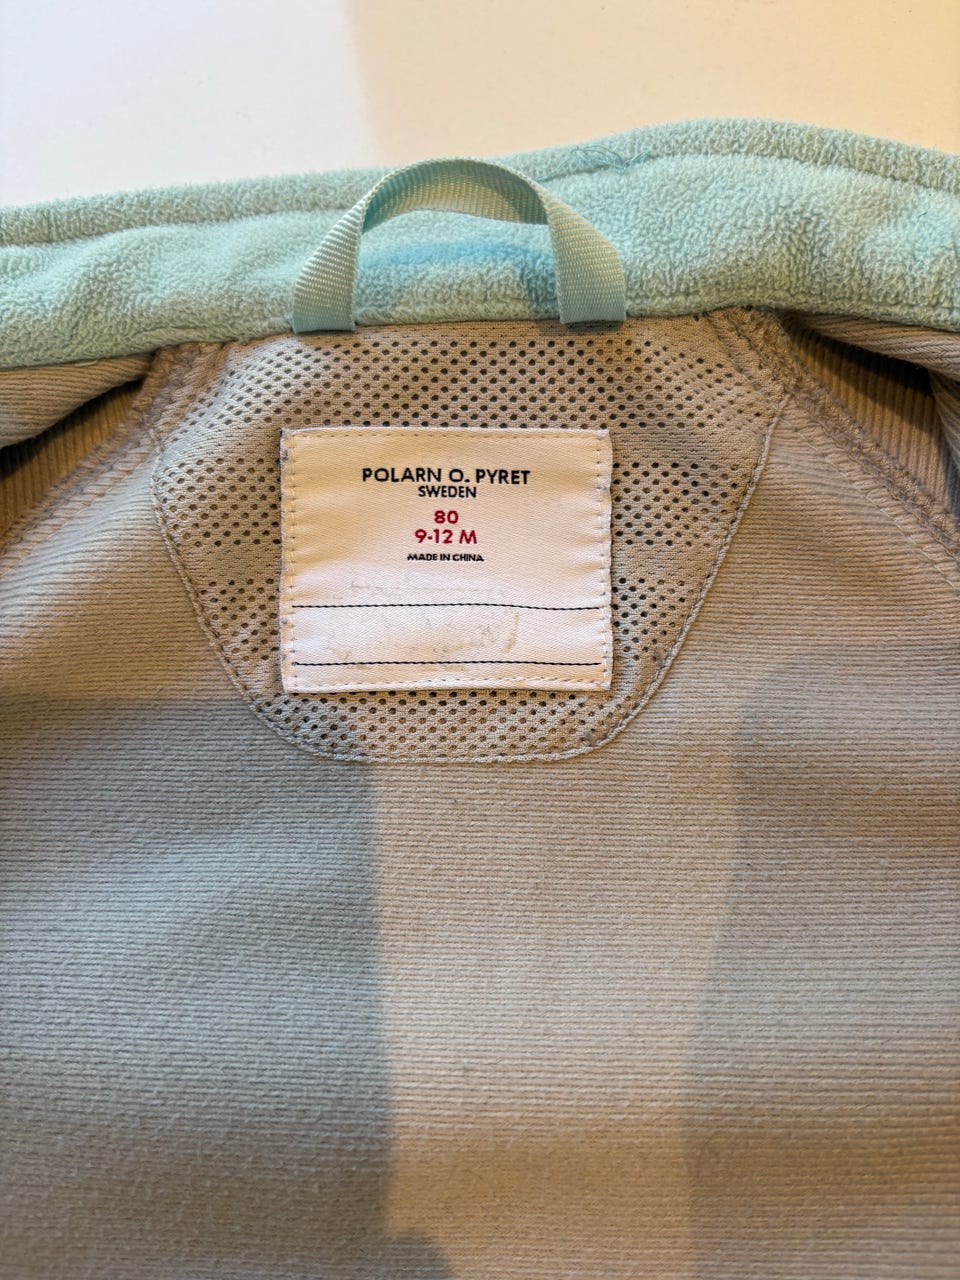 POLARN O. PYRET
SWEDEN
80
9-12 M
MADE IN CHINA